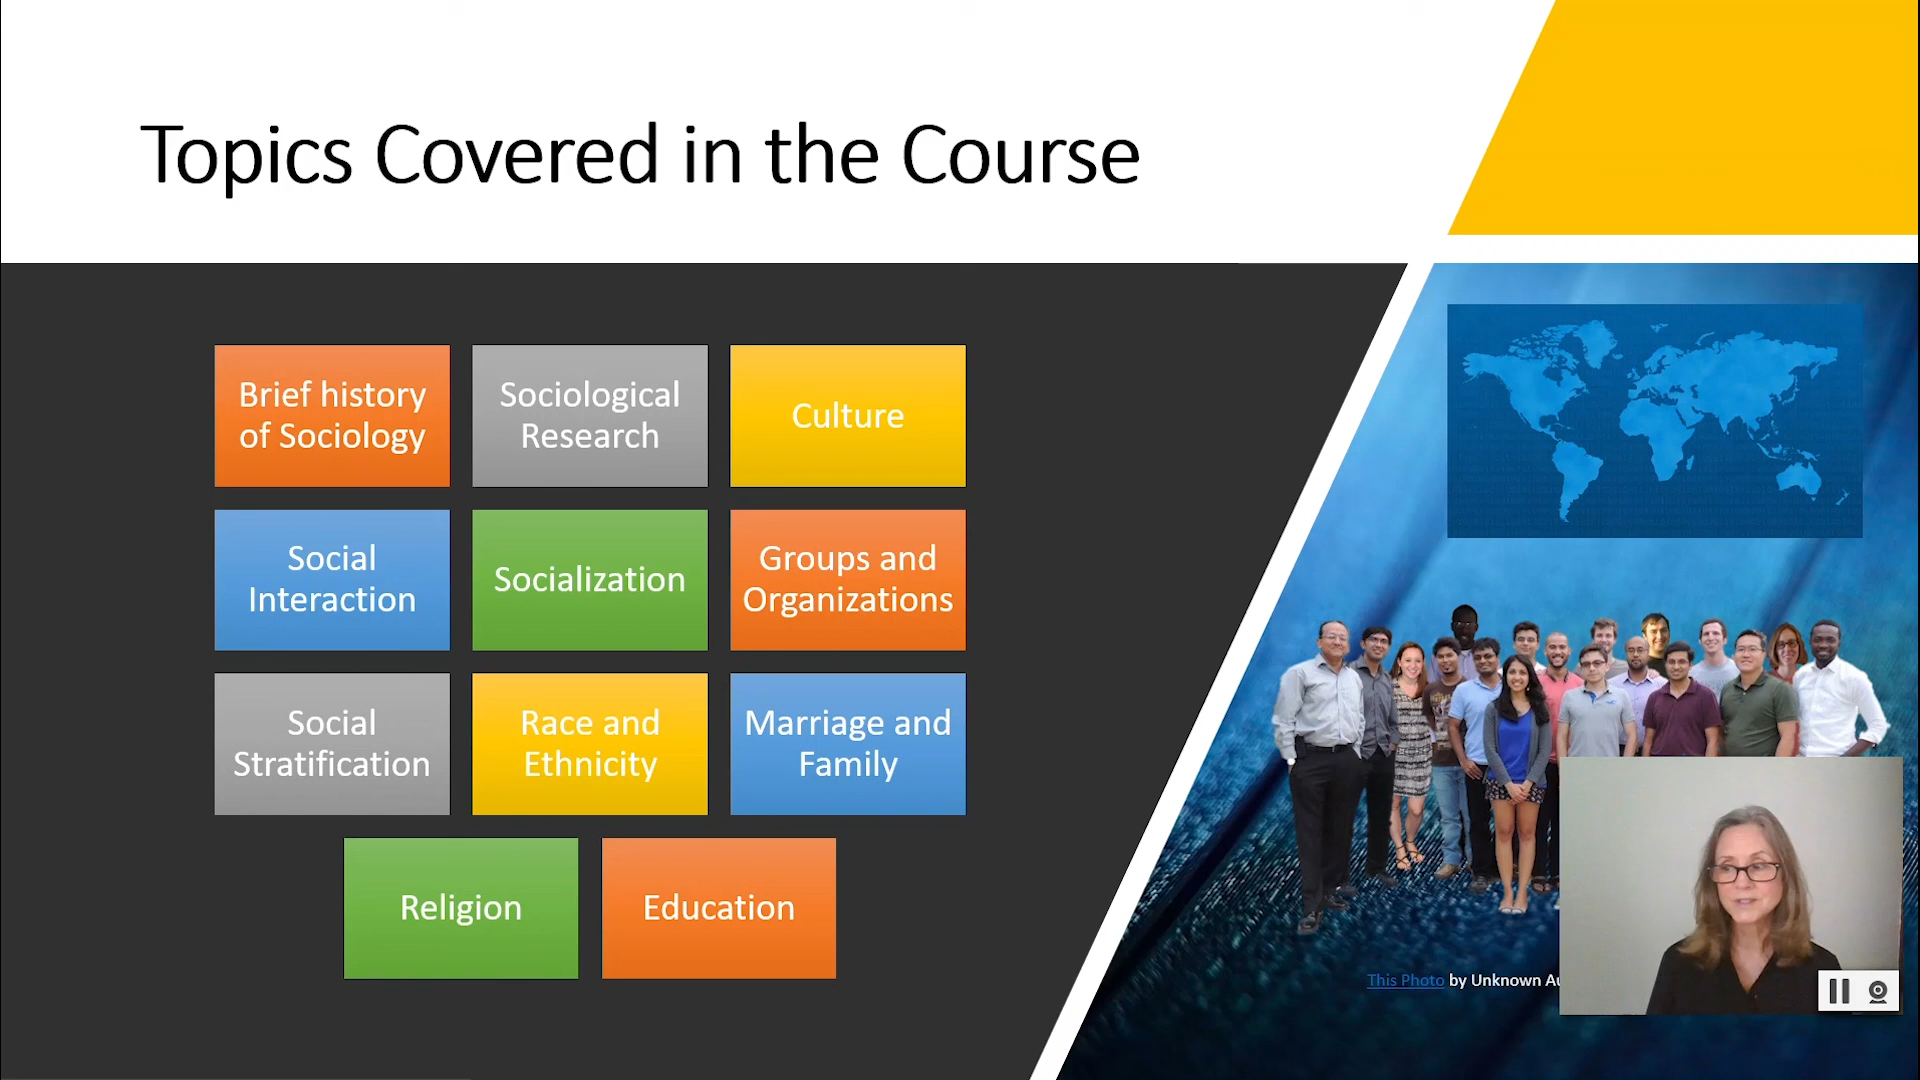 Topics Covered in the Course
Brief history
of Sociology
Sociological
Research
Culture
Social
Interaction
Socialization
Groups and
Organizations
Social
Stratification
Race and
Ethnicity
Marriage and
Family
Religion
Education
This Photo by Unknown